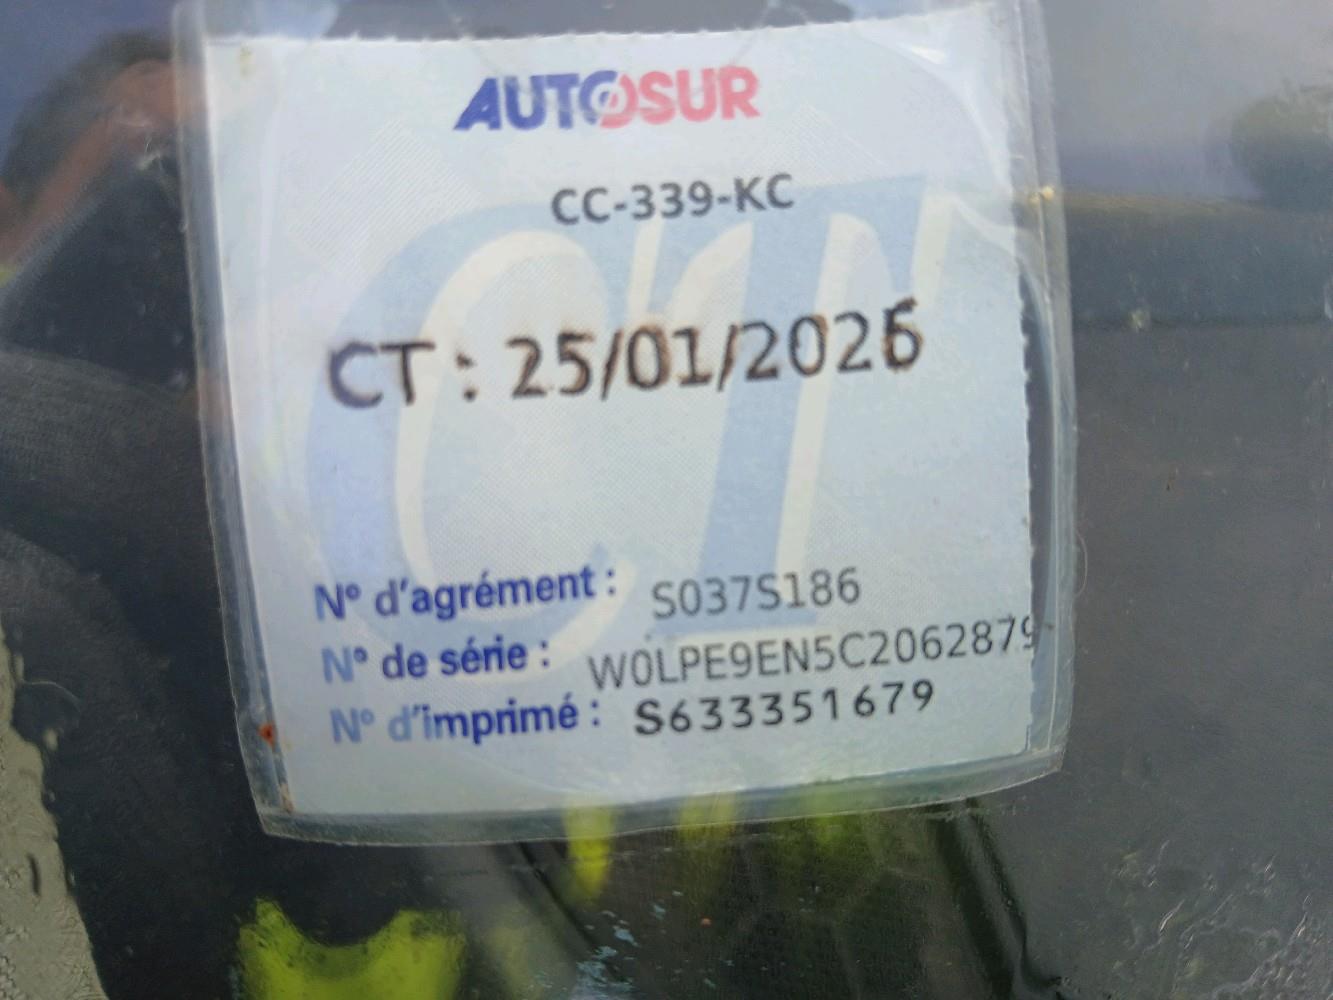 AUTOSUR
CC-339-KC
CT : 25/01/2026
N° d'agrément : S037S186
N° de série : W0LPE9EN5C2062879
N° d'imprimé : S633351679